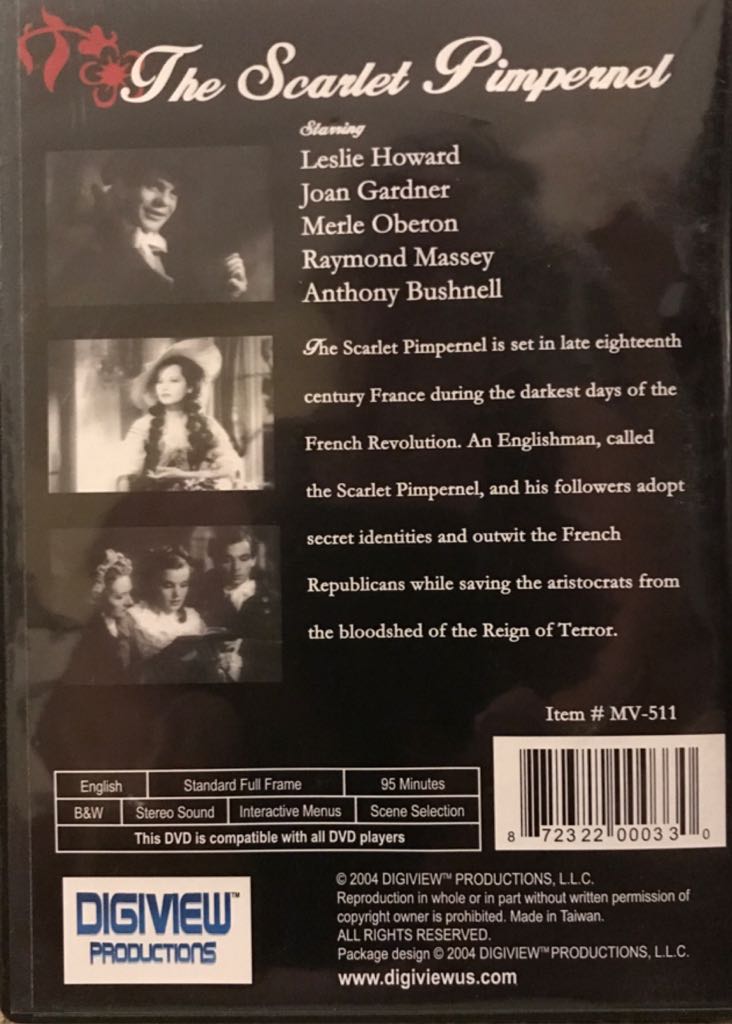 The Scarlet Pimpernel
Starring
Leslie Howard
Joan Gardner
Merle Oberon
Raymond Massey
Anthony Bushnell
The Scarlet Pimpernel is set in late eighteenth
century France during the darkest days of the
French Revolution. An Englishman, called
the Scarlet Pimpernel, and his followers adopt
secret identities and outwit the French
Republicans while saving the aristocrats from
the bloodshed of the Reign of Terror.
Item # MV-511
English Standard Full Frame 95 Minutes
B&W Stereo Sound Interactive Menus Scene Selection
This DVD is compatible with all DVD players
8 72322 00033 0
DIGIVIEW™
PRODUCTIONS
© 2004 DIGIVIEW™ PRODUCTIONS, L.L.C.
Reproduction in whole or in part without written permission of
copyright owner is prohibited. Made in Taiwan.
ALL RIGHTS RESERVED.
Package design © 2004 DIGIVIEW™ PRODUCTIONS, L.L.C.
www.digiviewus.com